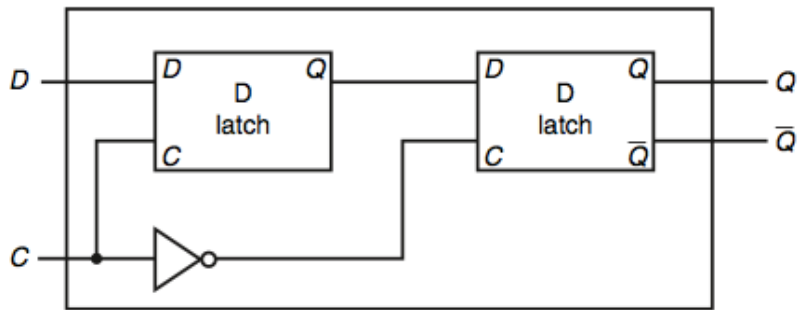 D D Q D Q Q
D
latch
D
latch
C C Q̅ Q̅
C